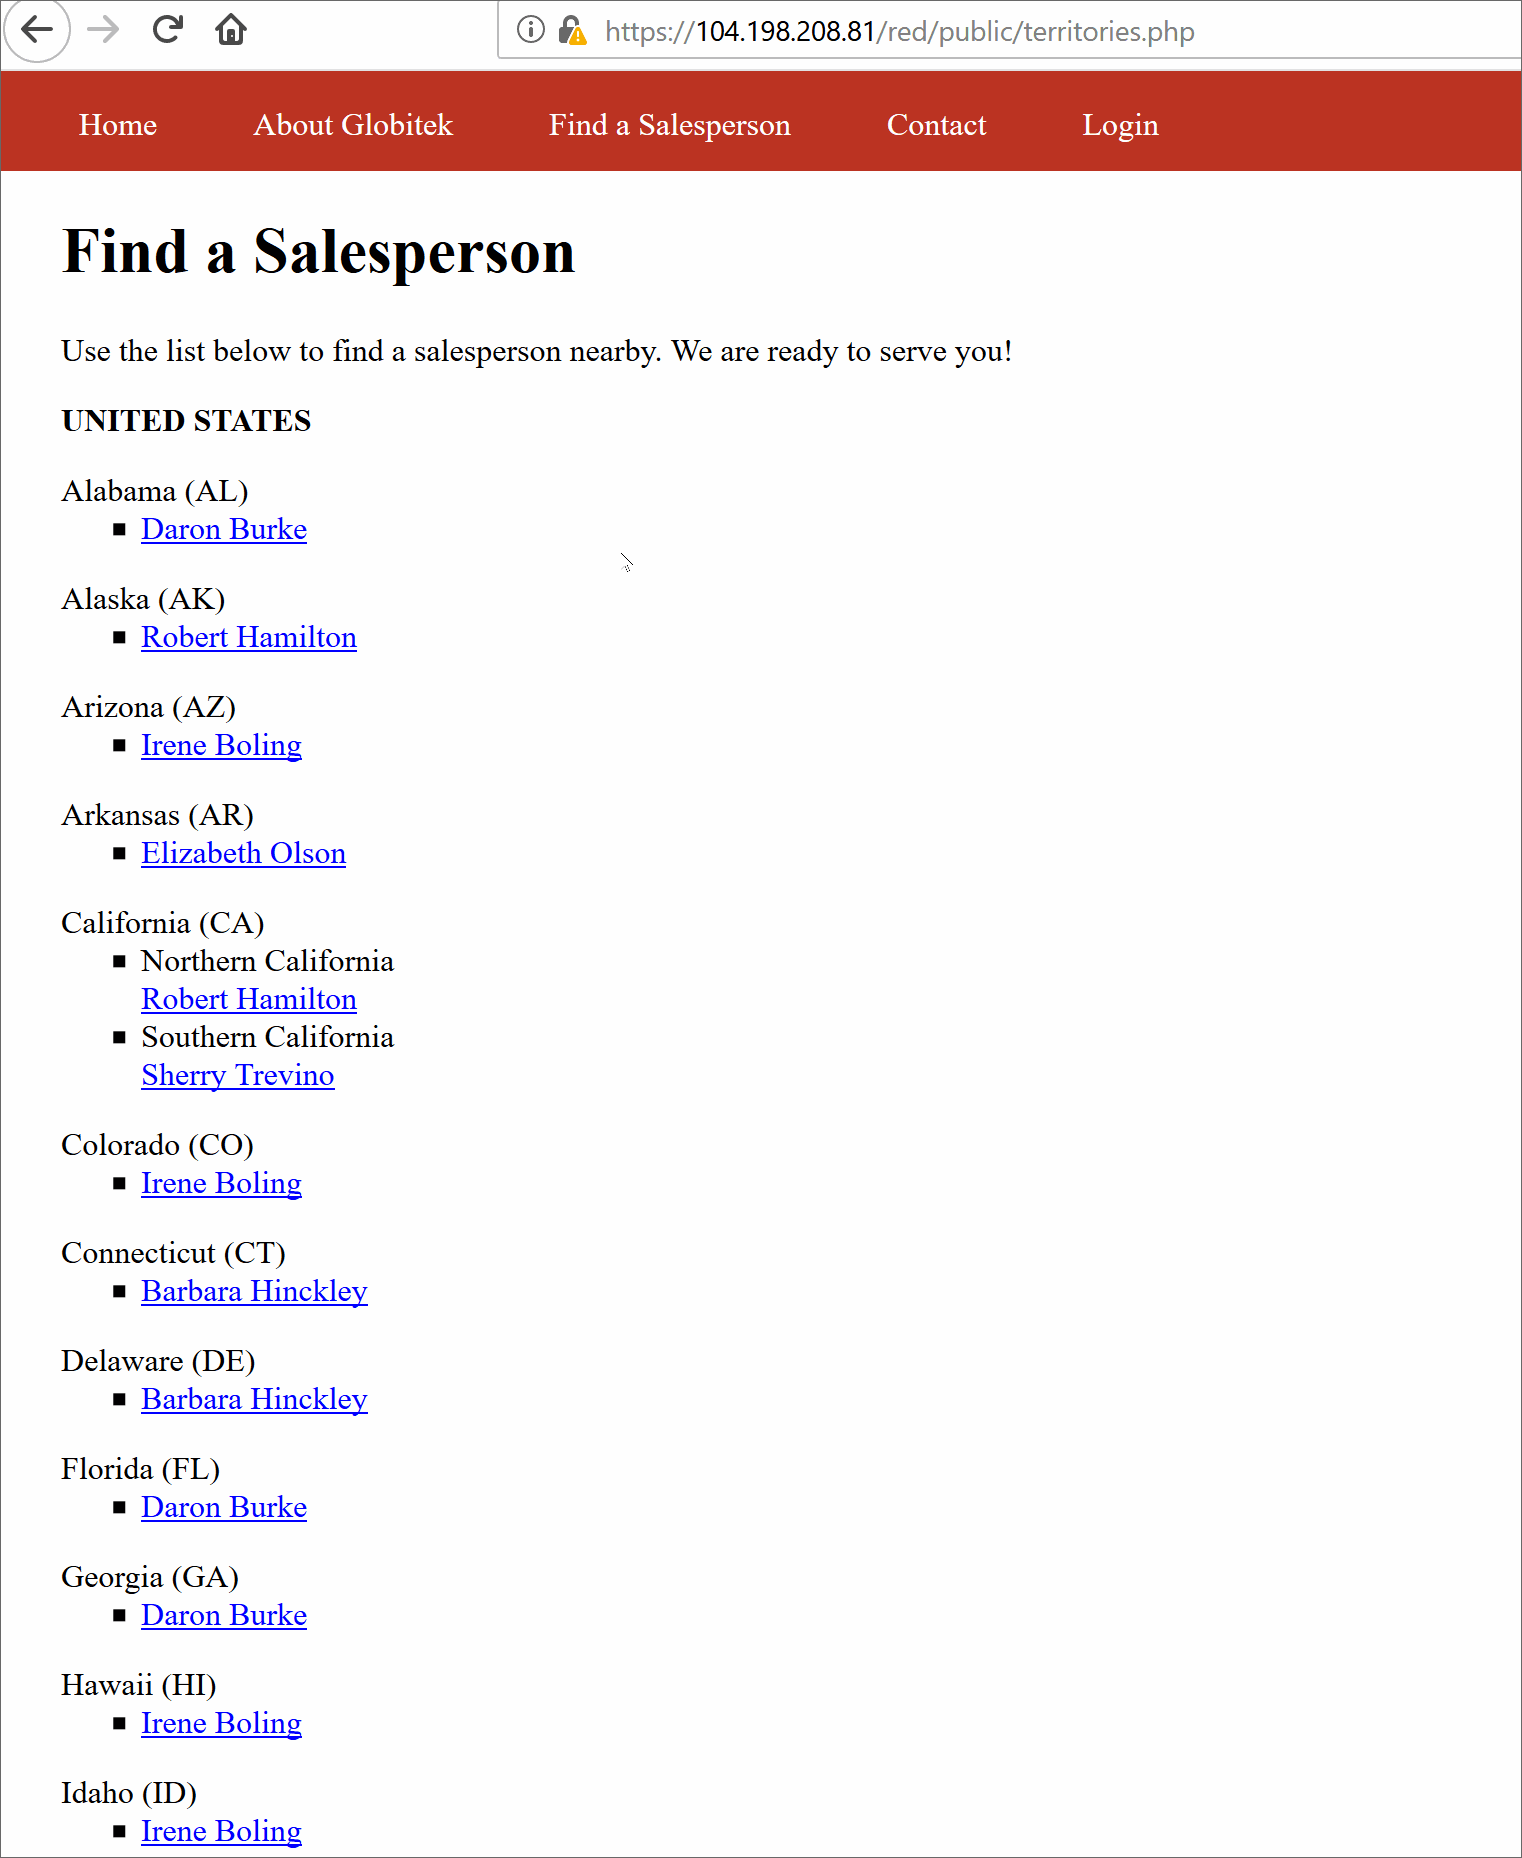 https://104.198.208.81/red/public/territories.php
Home About Globitek Find a Salesperson Contact Login
Find a Salesperson
Use the list below to find a salesperson nearby. We are ready to serve you!
UNITED STATES
Alabama (AL)
Daron Burke
Alaska (AK)
Robert Hamilton
Arizona (AZ)
Irene Boling
Arkansas (AR)
Elizabeth Olson
California (CA)
Northern California
Robert Hamilton
Southern California
Sherry Trevino
Colorado (CO)
Irene Boling
Connecticut (CT)
Barbara Hinckley
Delaware (DE)
Barbara Hinckley
Florida (FL)
Daron Burke
Georgia (GA)
Daron Burke
Hawaii (HI)
Irene Boling
Idaho (ID)
Irene Boling